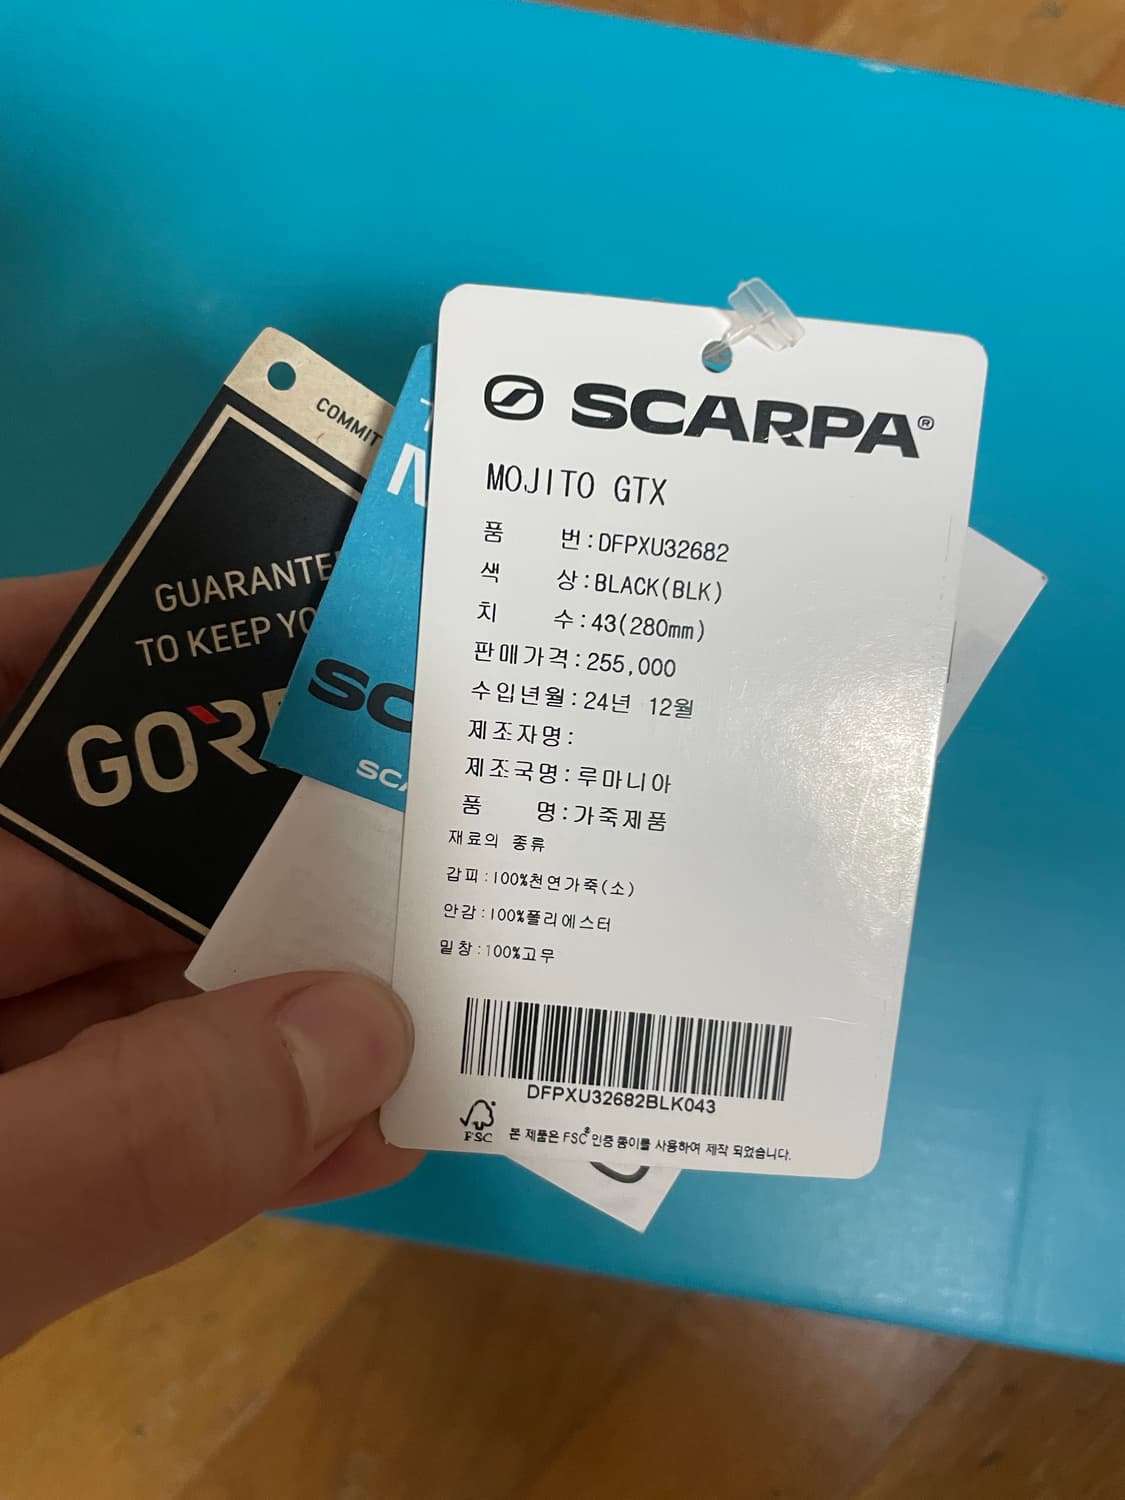 SCARPA®
MOJITO GTX
품 번:DFPXU32682
색 상:BLACK(BLK)
치 수:43(280mm)
판매가격:255,000
수입년월:24년 12월
제조자명:
제조국명:루마니아
품 명:가죽제품
재료의 종류
갑피:100%천연가죽(소)
안감:100%폴리에스터
밑창:100%고무
DFPXU32682BLK043
FSC 본 제품은 FSC®인증 종이를 사용하여 제작 되었습니다.
COMMIT
GUARANTE
TO KEEP YO
GOR
SC
SCA